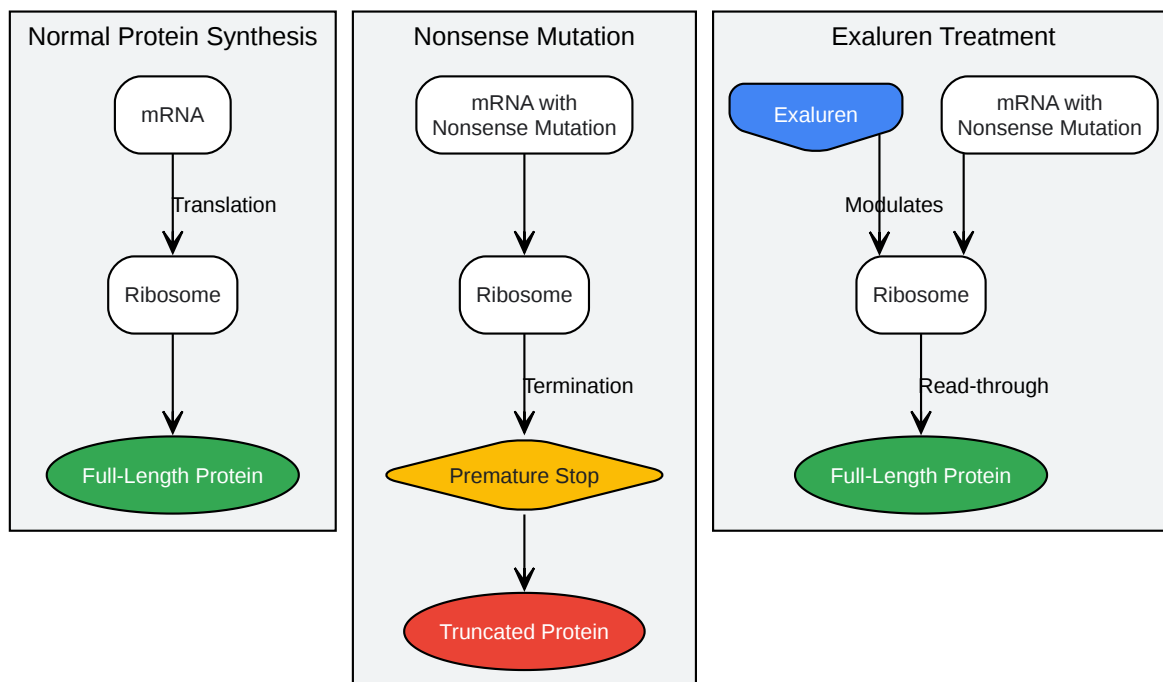 Normal Protein Synthesis
mRNA
Translation
Ribosome
Full-Length Protein
Nonsense Mutation
mRNA with
Nonsense Mutation
Ribosome
Termination
Premature Stop
Truncated Protein
Exaluren Treatment
Exaluren
mRNA with
Nonsense Mutation
Modulates
Ribosome
Read-through
Full-Length Protein